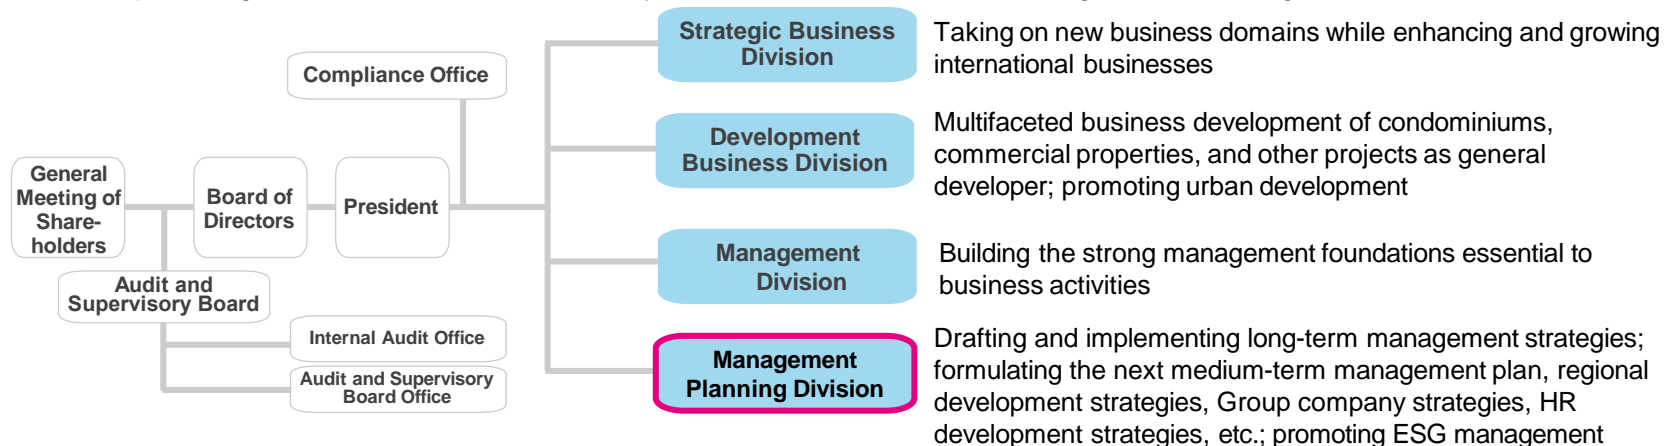 Strategic Business
Division
Taking on new business domains while enhancing and growing
international businesses
Compliance Office
Development
Business Division
Multifaceted business development of condominiums,
commercial properties, and other projects as general
developer; promoting urban development
General
Meeting of
Share-
holders
Board of
Directors
President
Management
Division
Building the strong management foundations essential to
business activities
Audit and
Supervisory Board
Internal Audit Office
Audit and Supervisory
Board Office
Management
Planning Division
Drafting and implementing long-term management strategies;
formulating the next medium-term management plan, regional
development strategies, Group company strategies, HR
development strategies, etc.; promoting ESG management